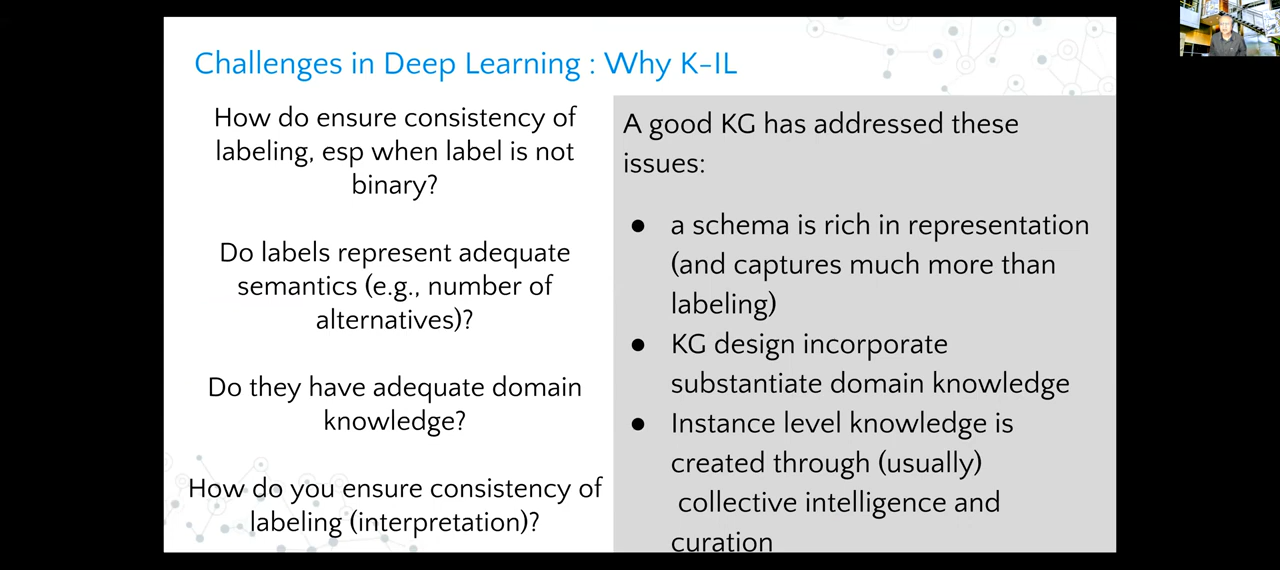 Challenges in Deep Learning : Why K-IL
How do ensure consistency of
labeling, esp when label is not
binary?
Do labels represent adequate
semantics (e.g., number of
alternatives)?
Do they have adequate domain
knowledge?
How do you ensure consistency of
labeling (interpretation)?
A good KG has addressed these
issues:
● a schema is rich in representation
(and captures much more than
labeling)
● KG design incorporate
substantiate domain knowledge
● Instance level knowledge is
created through (usually)
collective intelligence and
curation